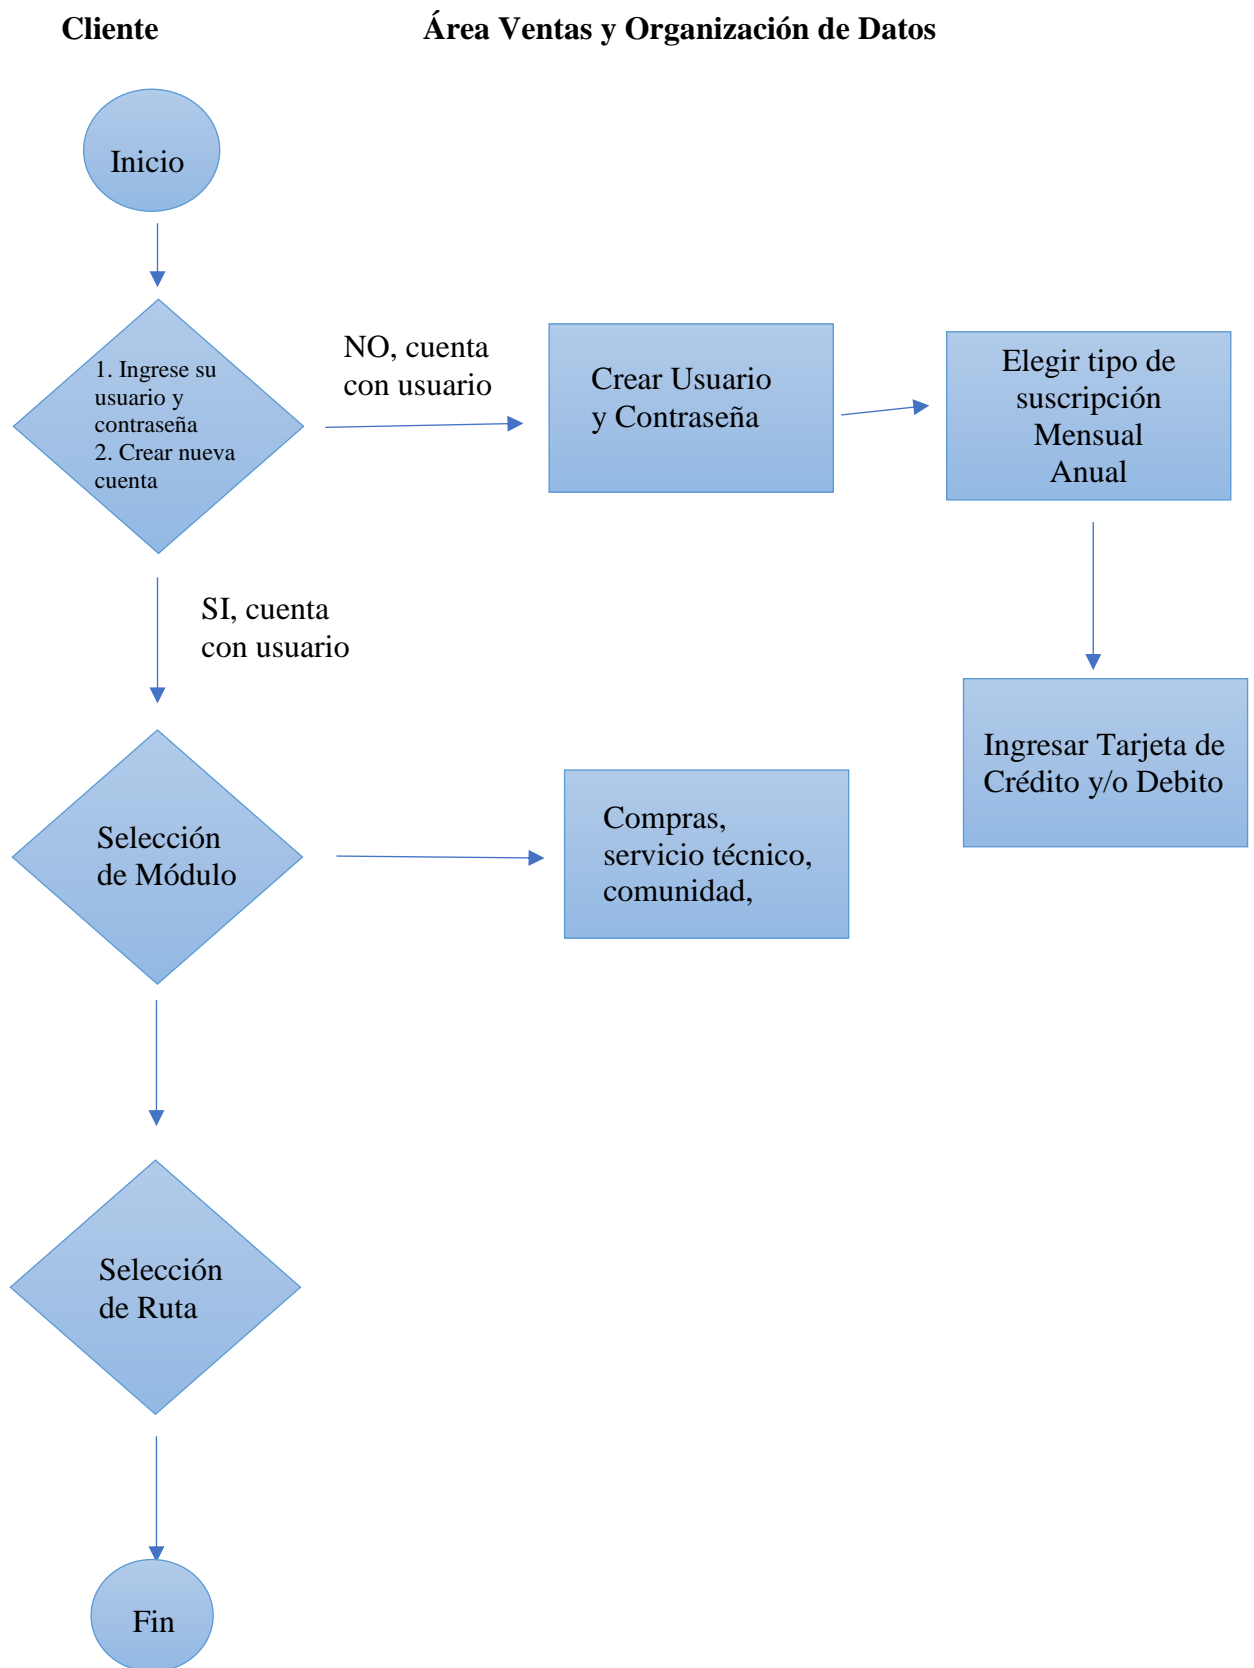 Cliente
Área Ventas y Organización de Datos
Inicio
1. Ingrese su
usuario y
contraseña
2. Crear nueva
cuenta
NO, cuenta
con usuario
Crear Usuario
y Contraseña
Elegir tipo de
suscripción
Mensual
Anual
SI, cuenta
con usuario
Ingresar Tarjeta de
Crédito y/o Debito
Selección
de Módulo
Compras,
servicio técnico,
comunidad,
Selección
de Ruta
Fin